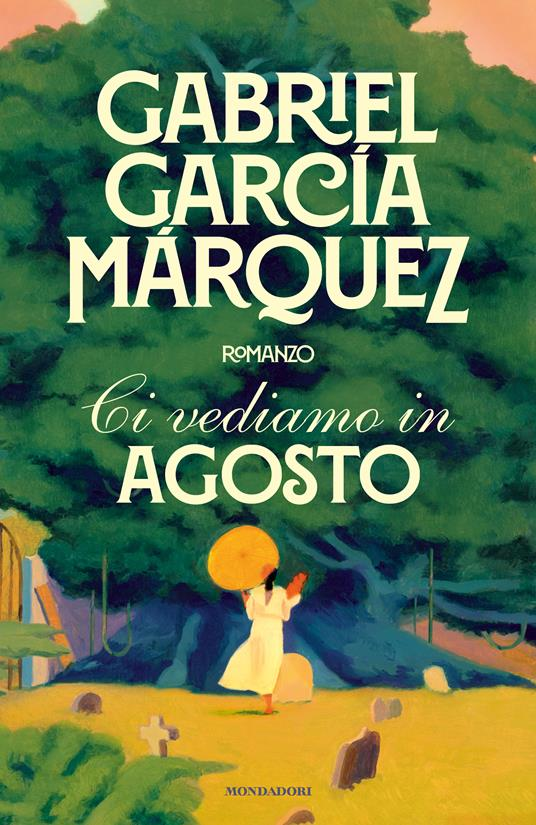 GABRIEL
GARCÍA
MÁRQUEZ
ROMANZO
Ci vediamo in
AGOSTO
MONDADORI